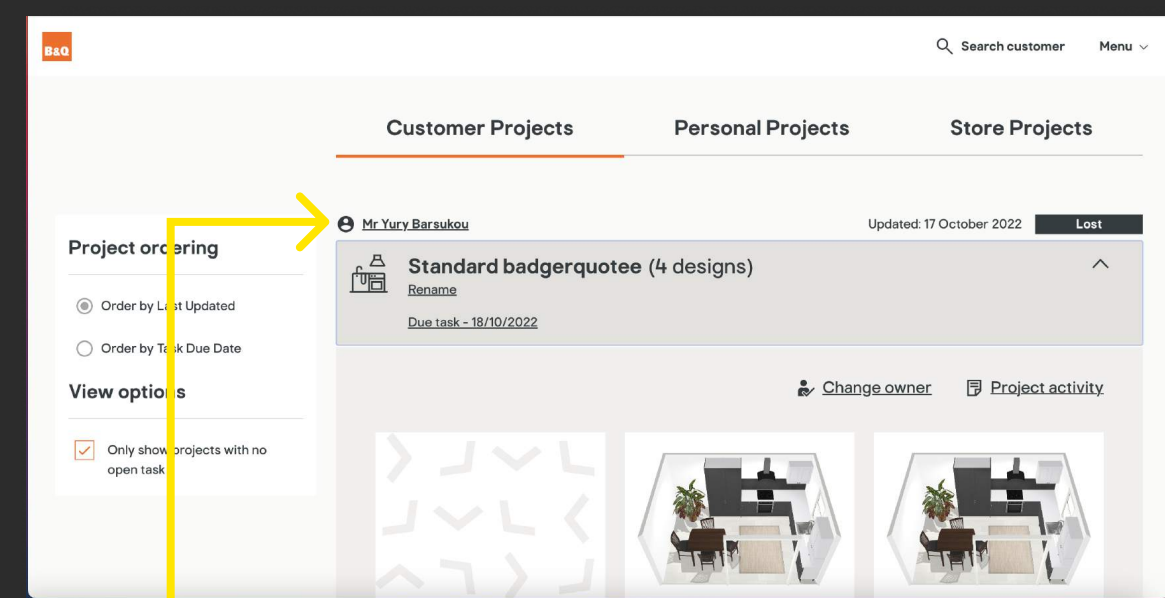 B&Q
Search customer
Menu
Customer Projects
Personal Projects
Store Projects
Mr Yury Barsukou
Updated: 17 October 2022
Lost
Project ordering
Order by Last Updated
Order by Task Due Date
View options
Only show projects with no
open task
Standard badgerquotee (4 designs)
Rename
Due task - 18/10/2022
Change owner
Project activity